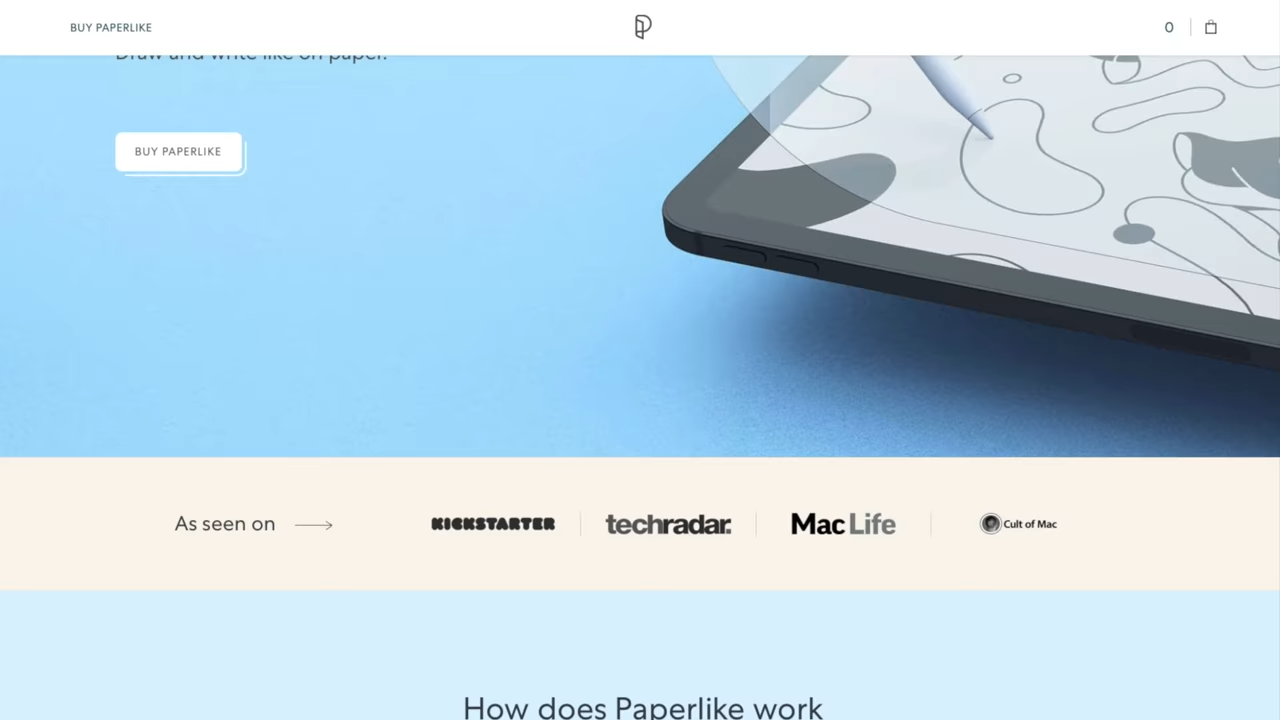 BUY PAPERLIKE
0
Draw and write like on paper.
BUY PAPERLIKE
As seen on
KICKSTARTER
techradar.
Mac Life
Cult of Mac
How does Paperlike work